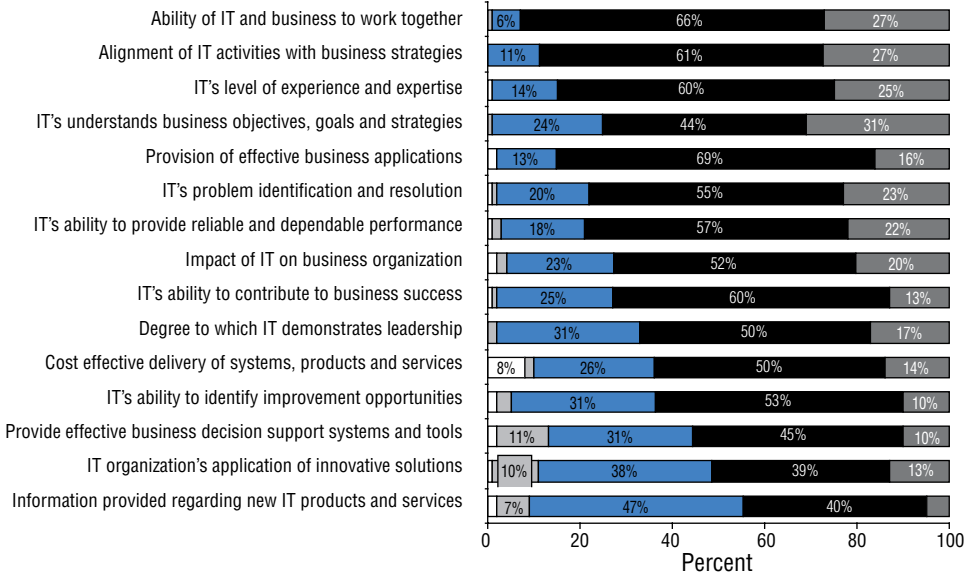 Ability of IT and business to work together 6% 66% 27%
Alignment of IT activities with business strategies 11% 61% 27%
IT's level of experience and expertise 14% 60% 25%
IT's understands business objectives, goals and strategies 24% 44% 31%
Provision of effective business applications 13% 69% 16%
IT's problem identification and resolution 20% 55% 23%
IT's ability to provide reliable and dependable performance 18% 57% 22%
Impact of IT on business organization 23% 52% 20%
IT's ability to contribute to business success 25% 60% 13%
Degree to which IT demonstrates leadership 31% 50% 17%
Cost effective delivery of systems, products and services 8% 26% 50% 14%
IT's ability to identify improvement opportunities 31% 53% 10%
Provide effective business decision support systems and tools 11% 31% 45% 10%
IT organization's application of innovative solutions 10% 38% 39% 13%
Information provided regarding new IT products and services 7% 47% 40%
0 20 40 60 80 100
Percent